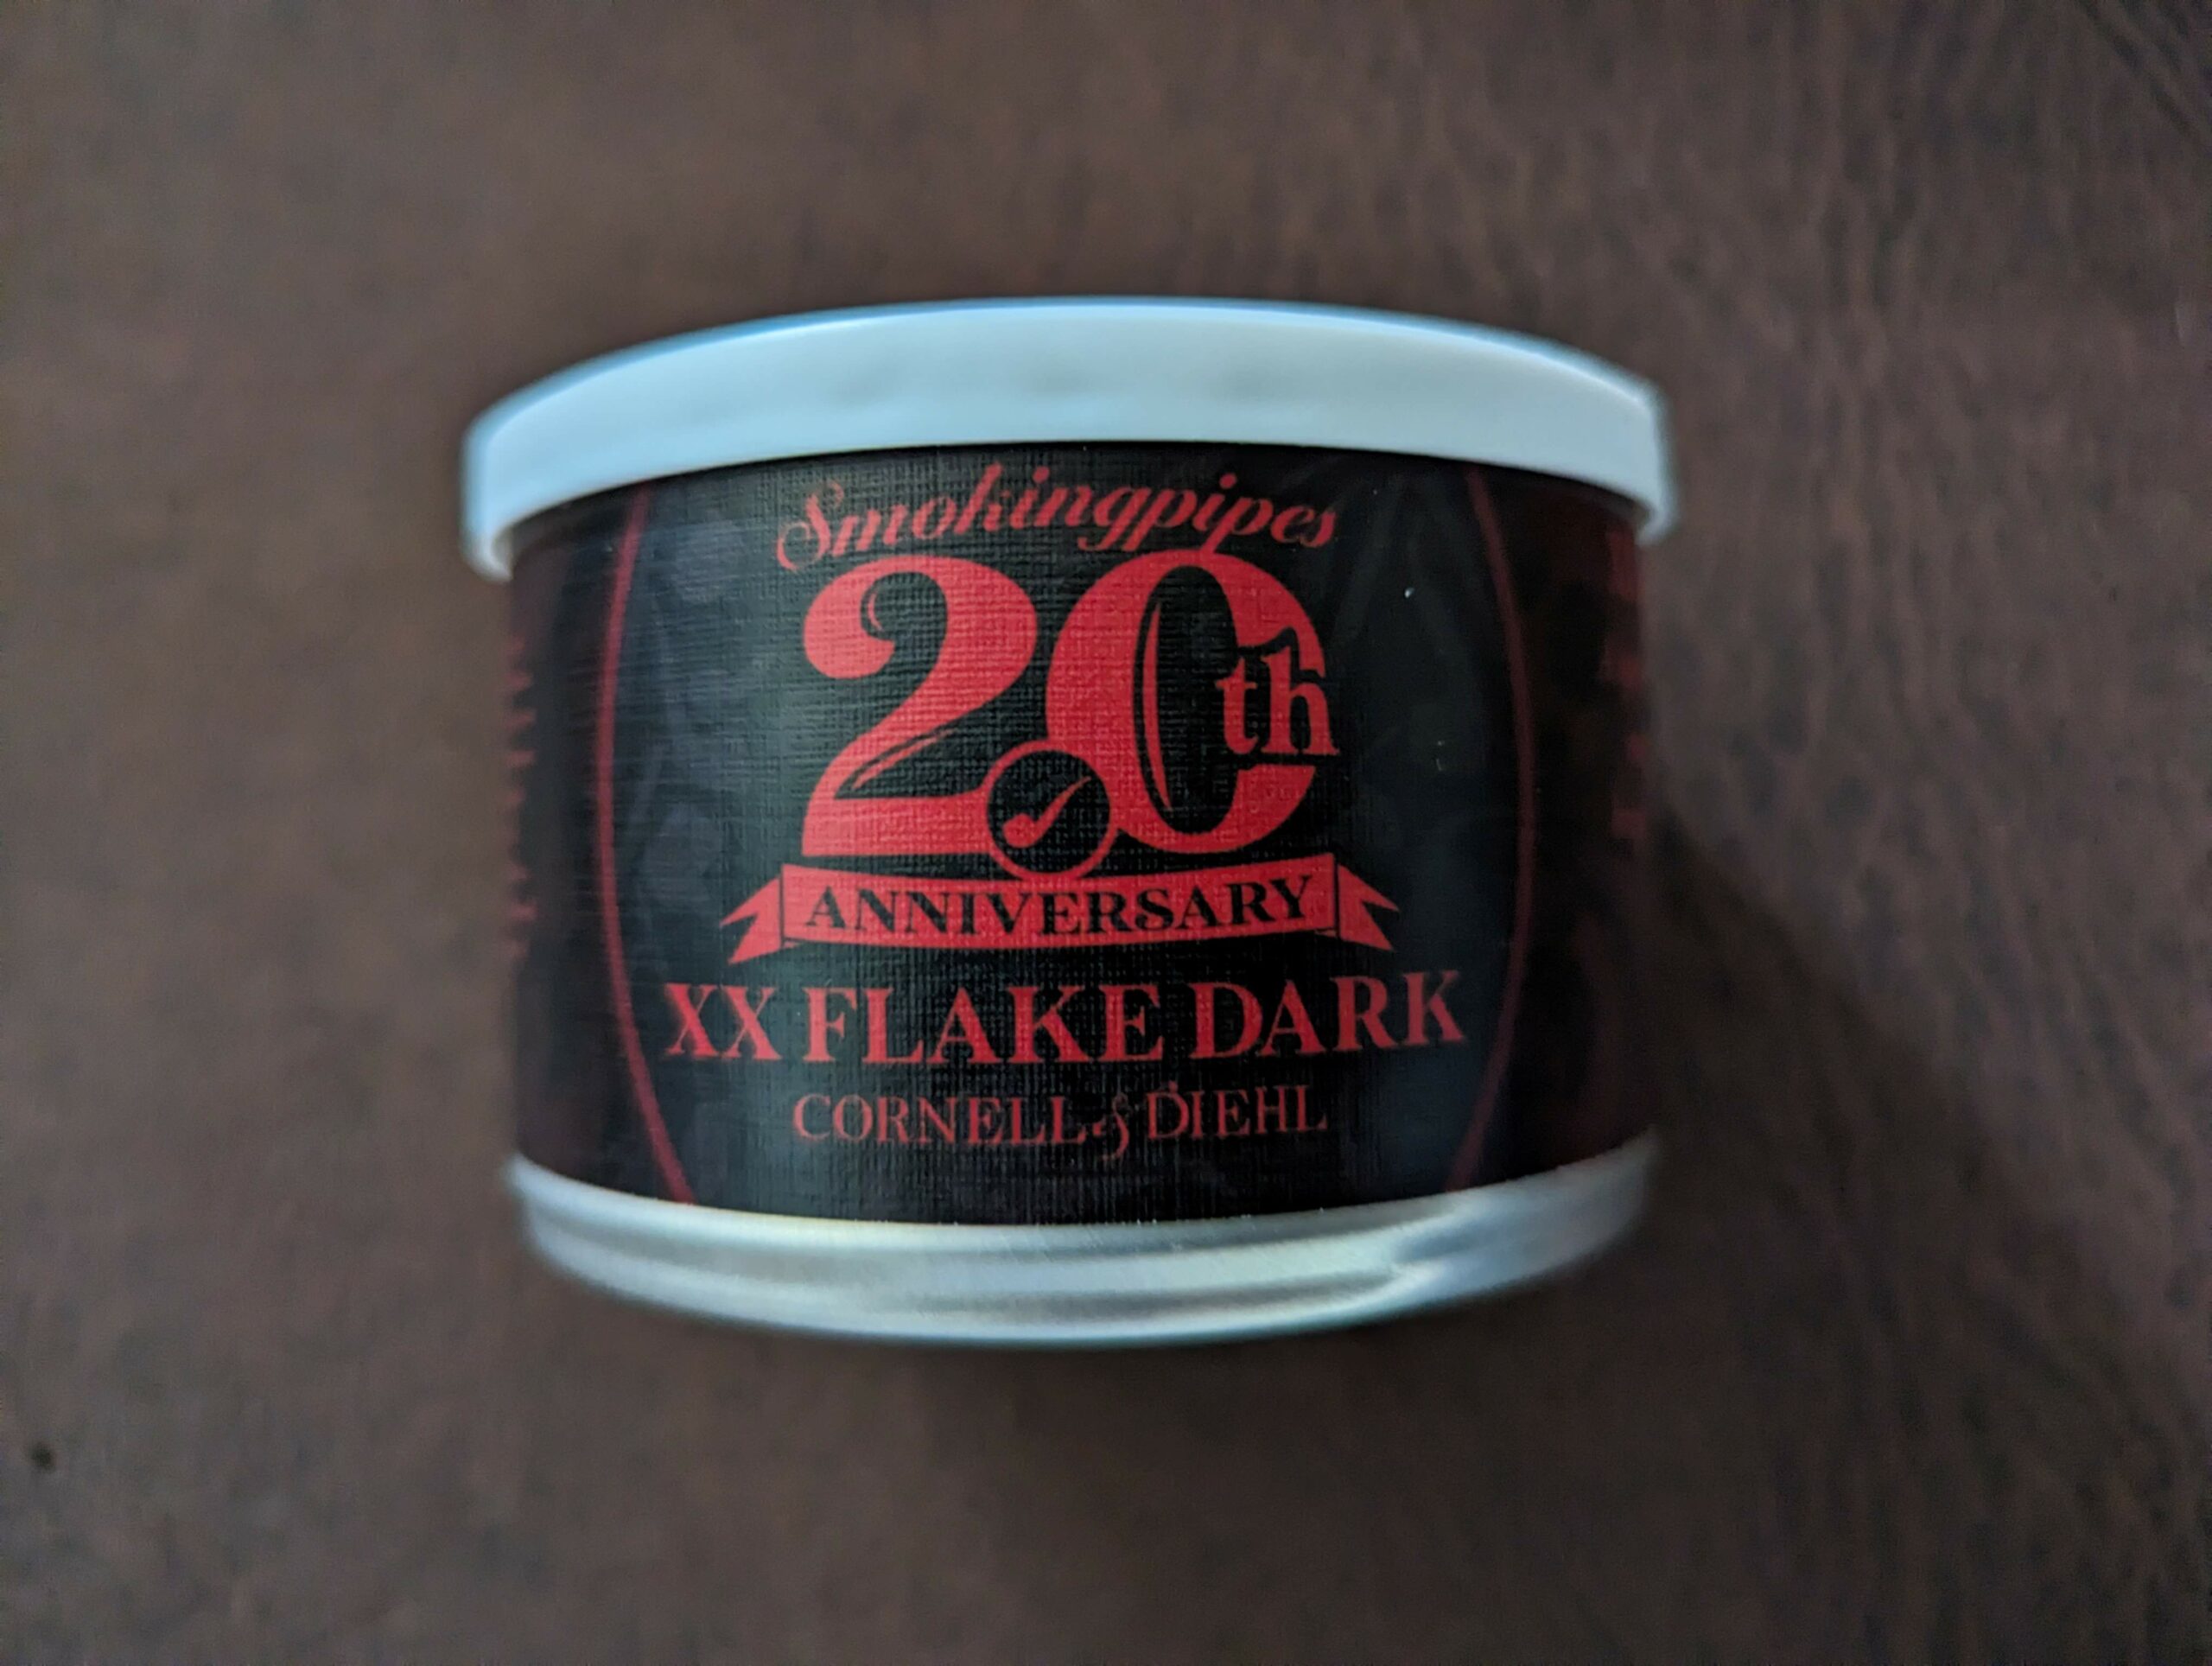 Smokingpipes
20th
ANNIVERSARY
XX FLAKE DARK
CORNELL & DIEHL